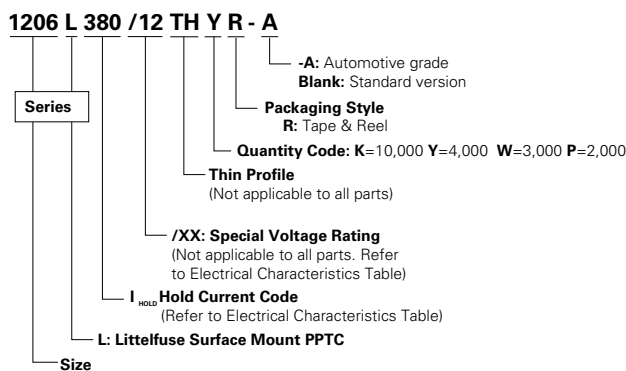 1206 L 380 /12 TH Y R - A
-A: Automotive grade
Blank: Standard version
Series
Packaging Style
R: Tape & Reel
Quantity Code: K=10,000 Y=4,000 W=3,000 P=2,000
Thin Profile
(Not applicable to all parts)
/XX: Special Voltage Rating
(Not applicable to all parts. Refer
to Electrical Characteristics Table)
I HOLD Hold Current Code
(Refer to Electrical Characteristics Table)
L: Littelfuse Surface Mount PPTC
Size